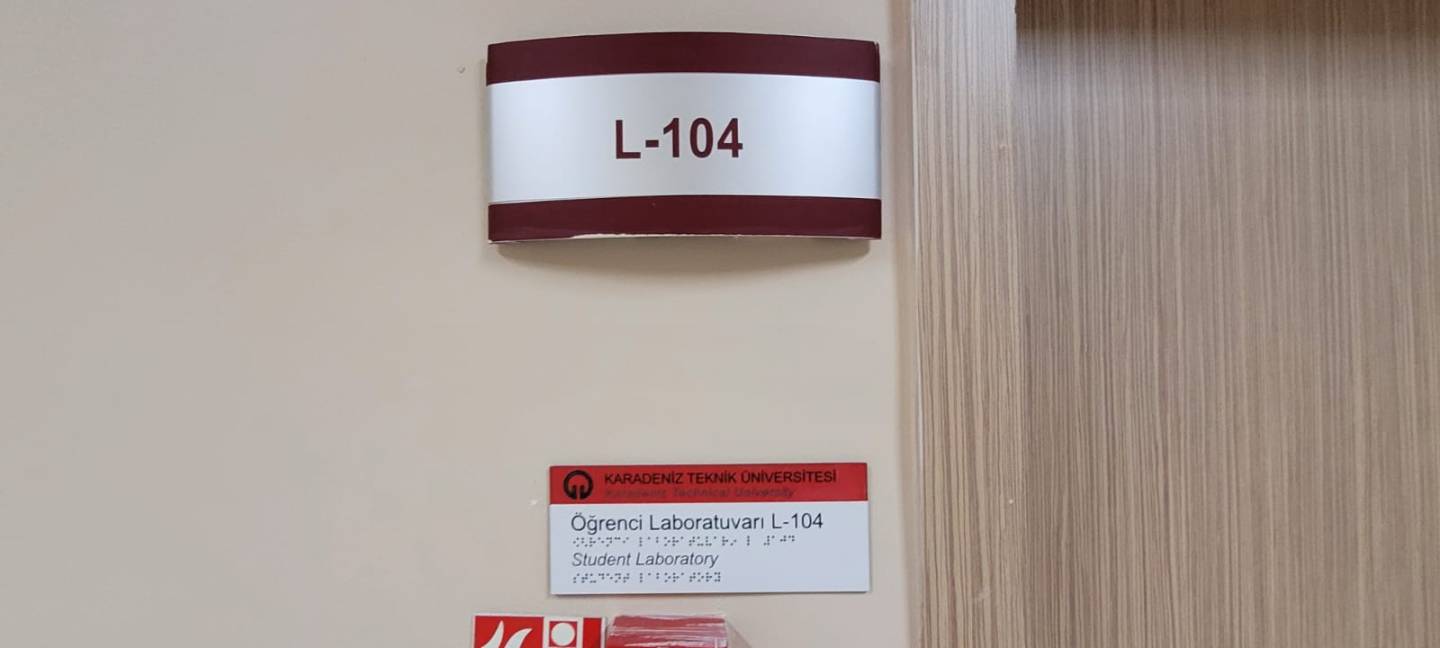 L-104
KARADENİZ TEKNİK ÜNİVERSİTESİ
Karadeniz Technical University
Öğrenci Laboratuvarı L-104
Student Laboratory